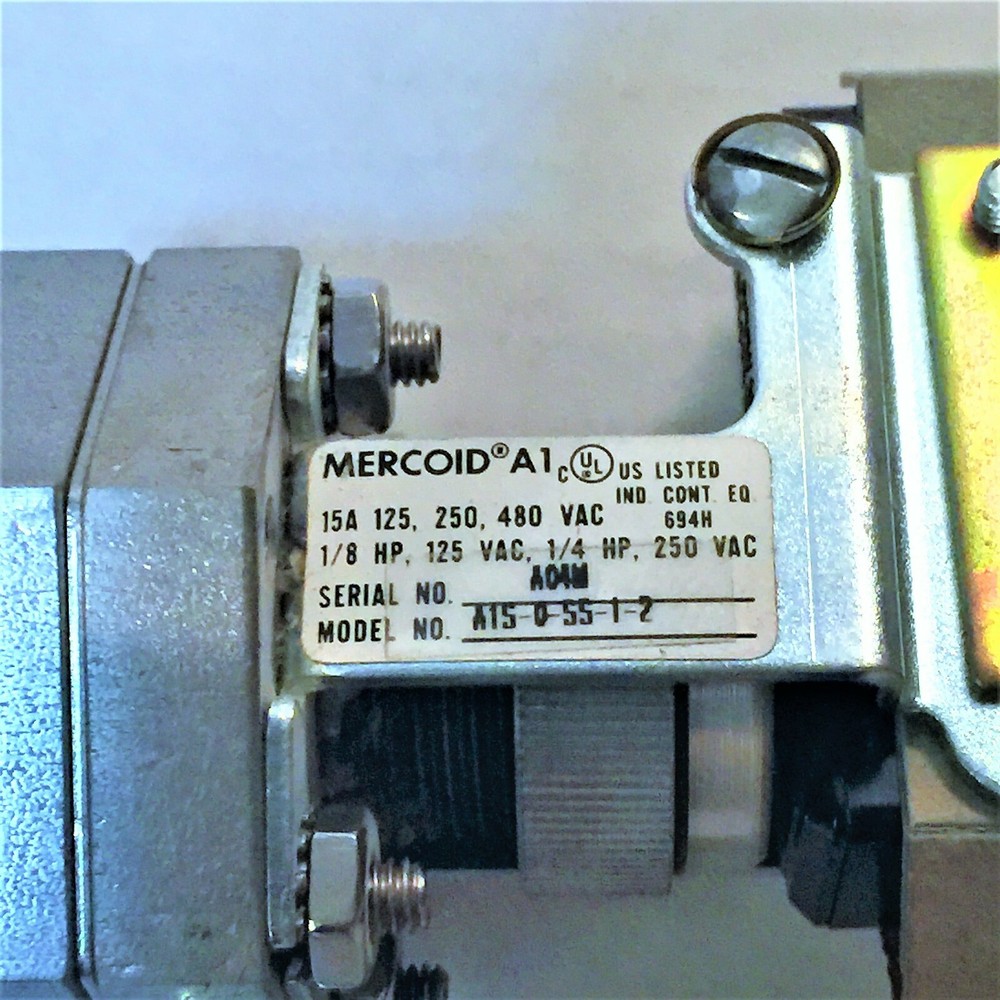 MERCOID® A1 c UL US LISTED
IND CONT. EQ.
15A 125, 250, 480 VAC 694H
1/8 HP, 125 VAC, 1/4 HP, 250 VAC
SERIAL NO. A04M
MODEL NO. A1S-0-SS-1-2